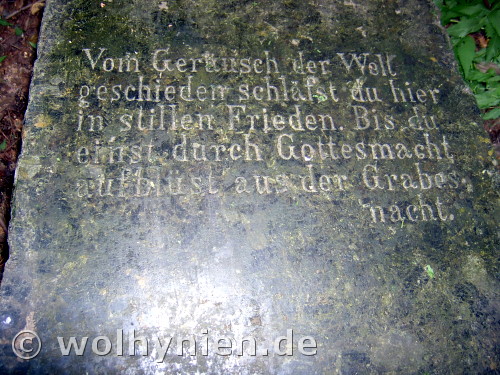 Vom Geräusch der Welt
geschieden schläfst du hier
in stillen Frieden. Bis du
einst durch Gottesmacht
aufblüst aus der Grabes,
nacht.
© wolhynien.de